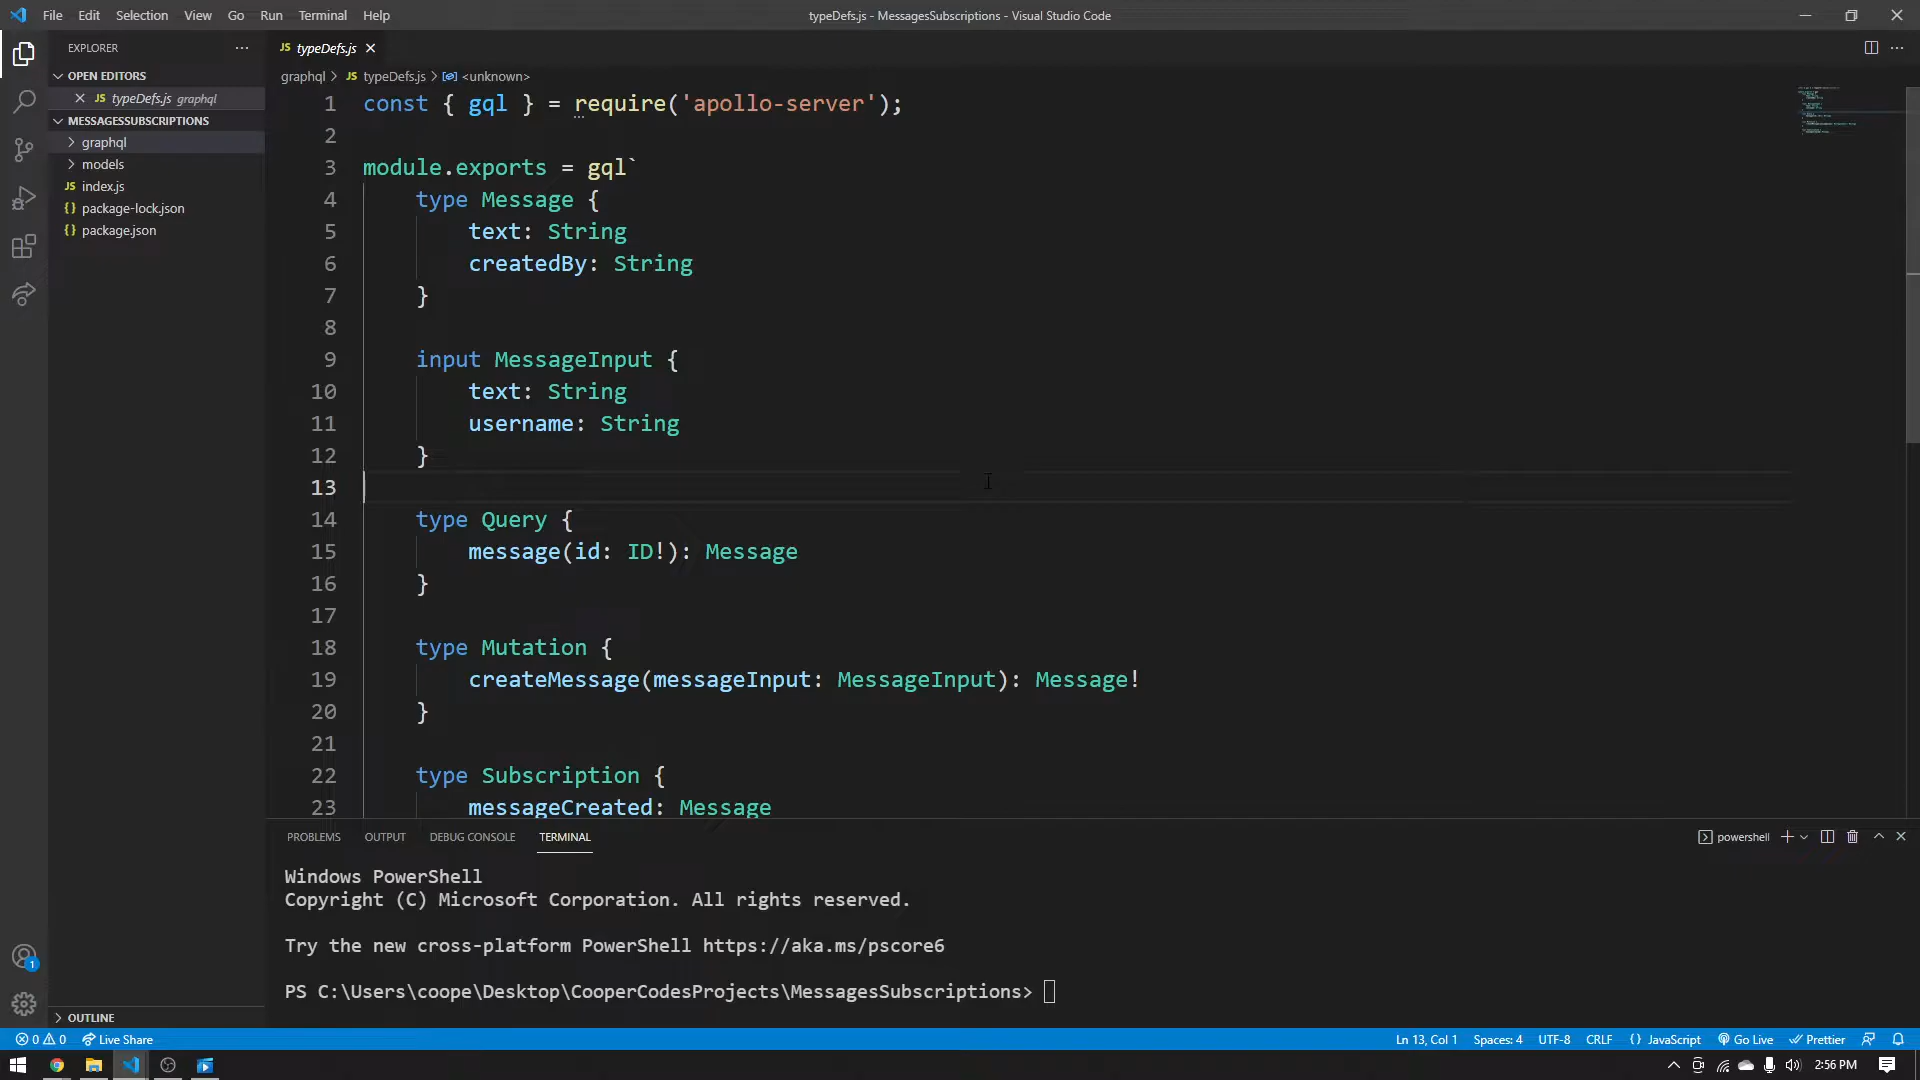 File Edit Selection View Go Run Terminal Help
typeDefs.js - MessagesSubscriptions - Visual Studio Code
EXPLORER
OPEN EDITORS
JS typeDefs.js graphql
MESSAGESSUBSCRIPTIONS
graphql
models
JS index.js
{} package-lock.json
{} package.json
OUTLINE
JS typeDefs.js
graphql > JS typeDefs.js > <unknown>
1 const { gql } = require('apollo-server');
2
3 module.exports = gql`
4 type Message {
5 text: String
6 createdBy: String
7 }
8
9 input MessageInput {
10 text: String
11 username: String
12 }
13
14 type Query {
15 message(id: ID!): Message
16 }
17
18 type Mutation {
19 createMessage(messageInput: MessageInput): Message!
20 }
21
22 type Subscription {
23 messageCreated: Message
PROBLEMS OUTPUT DEBUG CONSOLE TERMINAL
powershell
Windows PowerShell
Copyright (C) Microsoft Corporation. All rights reserved.
Try the new cross-platform PowerShell https://aka.ms/pscore6
PS C:\Users\coope\Desktop\CooperCodesProjects\MessagesSubscriptions>
1
0 0 Live Share
Ln 13, Col 1 Spaces: 4 UTF-8 CRLF {} JavaScript Go Live Prettier
2:56 PM